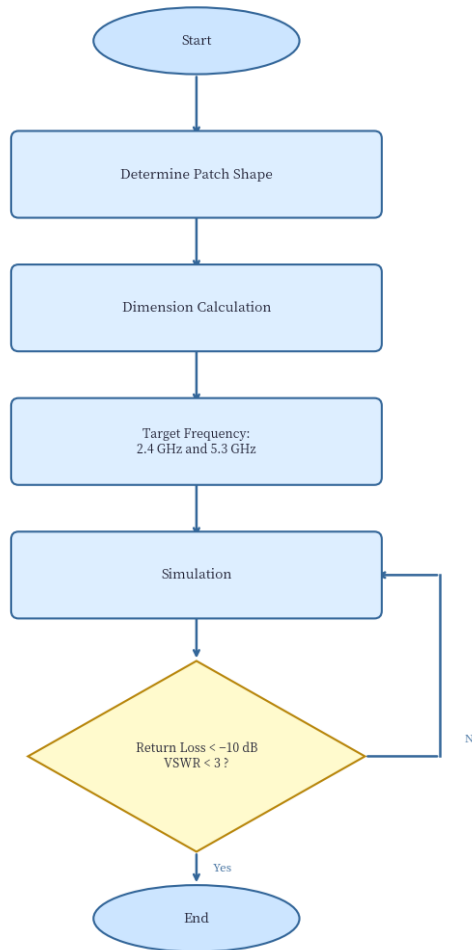 Start
Determine Patch Shape
Dimension Calculation
Target Frequency:
2.4 GHz and 5.3 GHz
Simulation
Return Loss < −10 dB
VSWR < 3 ?
Yes
End